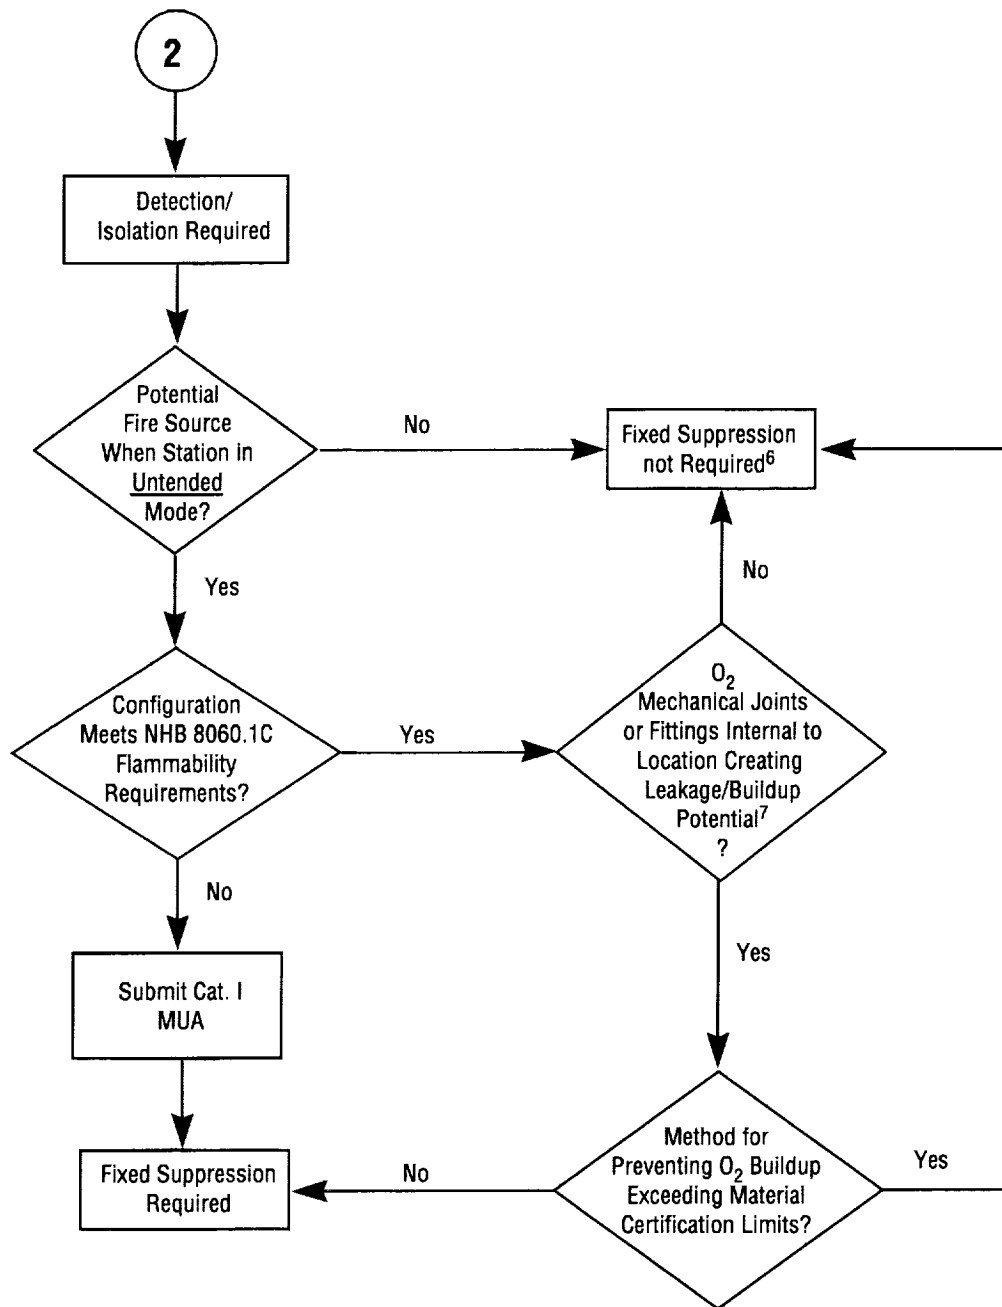 2
Detection/
Isolation Required
Potential
Fire Source
When Station in
Untended
Mode?
No
Fixed Suppression
not Required⁶
Yes
No
Configuration
Meets NHB 8060.1C
Flammability
Requirements?
Yes
O₂
Mechanical Joints
or Fittings Internal to
Location Creating
Leakage/Buildup
Potential⁷
?
No
Yes
Submit Cat. I
MUA
Fixed Suppression
Required
No
Method for
Preventing O₂ Buildup
Exceeding Material
Certification Limits?
Yes